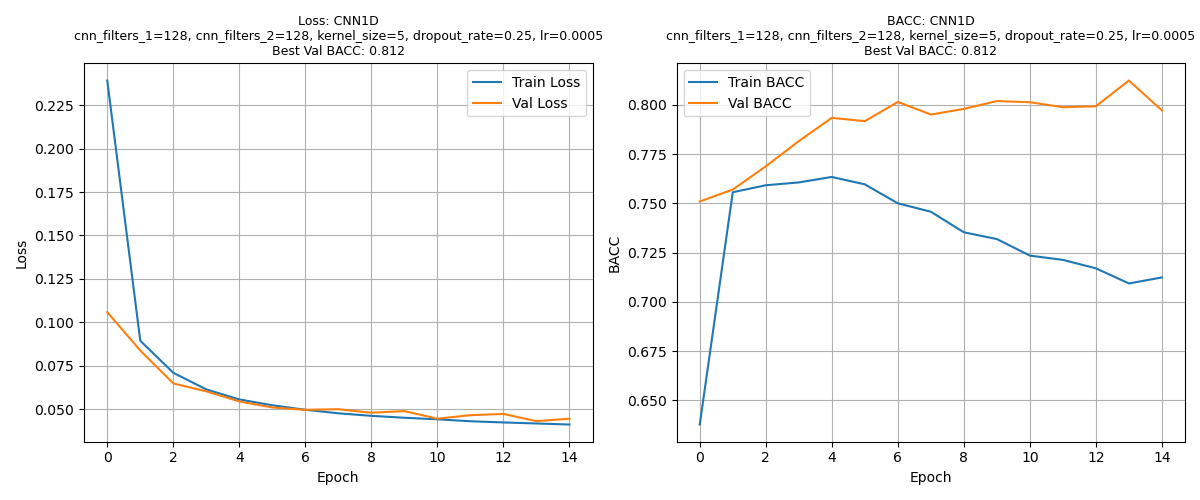 Loss: CNN1D
cnn_filters_1=128, cnn_filters_2=128, kernel_size=5, dropout_rate=0.25, lr=0.0005
Best Val BACC: 0.812
Train Loss
Val Loss
0.225
0.200
0.175
0.150
0.125
0.100
0.075
0.050
Loss
0 2 4 6 8 10 12 14
Epoch
BACC: CNN1D
cnn_filters_1=128, cnn_filters_2=128, kernel_size=5, dropout_rate=0.25, lr=0.0005
Best Val BACC: 0.812
Train BACC
Val BACC
0.800
0.775
0.750
0.725
0.700
0.675
0.650
BACC
0 2 4 6 8 10 12 14
Epoch